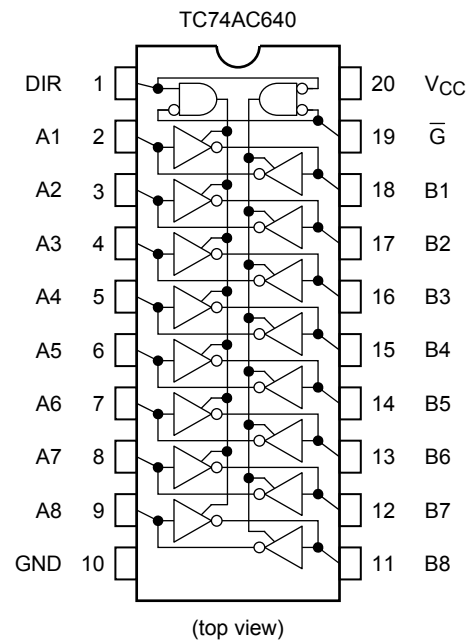 TC74AC640
DIR 1 20 VCC
A1 2 19 G̅
A2 3 18 B1
A3 4 17 B2
A4 5 16 B3
A5 6 15 B4
A6 7 14 B5
A7 8 13 B6
A8 9 12 B7
GND 10 11 B8
(top view)